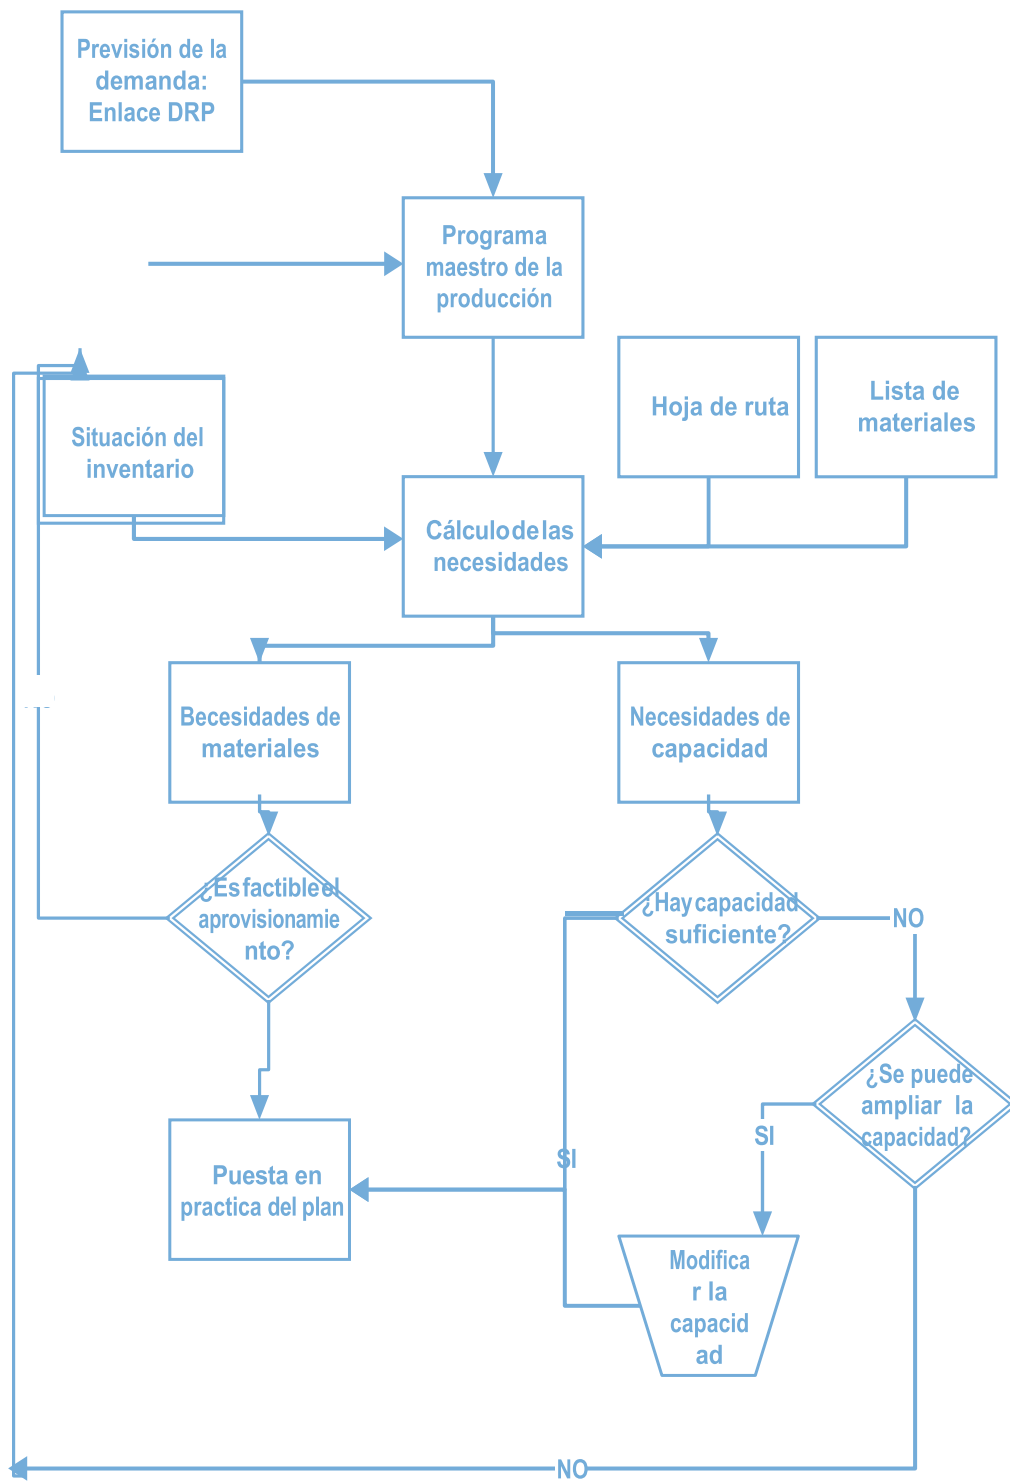 Previsión de la
demanda:
Enlace DRP
Programa
maestro de la
producción
Hoja de ruta
Lista de
materiales
Situación del
inventario
Cálculo de las
necesidades
Becesidades de
materiales
Necesidades de
capacidad
¿Es factible el
aprovisionamie
nto?
¿Hay capacidad
suficiente?
NO
¿Se puede
ampliar la
capacidad?
SI
SI
Puesta en
practica del plan
Modifica
r la
capacid
ad
NO